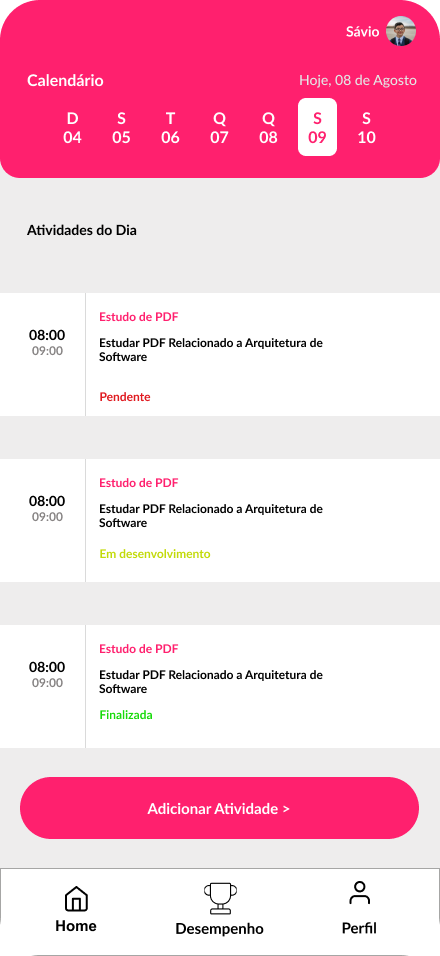 Sávio
Calendário
Hoje, 08 de Agosto
D S T Q Q S S
04 05 06 07 08 09 10
Atividades do Dia
Estudo de PDF
08:00
09:00
Estudar PDF Relacionado a Arquitetura de
Software
Pendente
Estudo de PDF
08:00
09:00
Estudar PDF Relacionado a Arquitetura de
Software
Em desenvolvimento
Estudo de PDF
08:00
09:00
Estudar PDF Relacionado a Arquitetura de
Software
Finalizada
Adicionar Atividade >
Home
Desempenho
Perfil